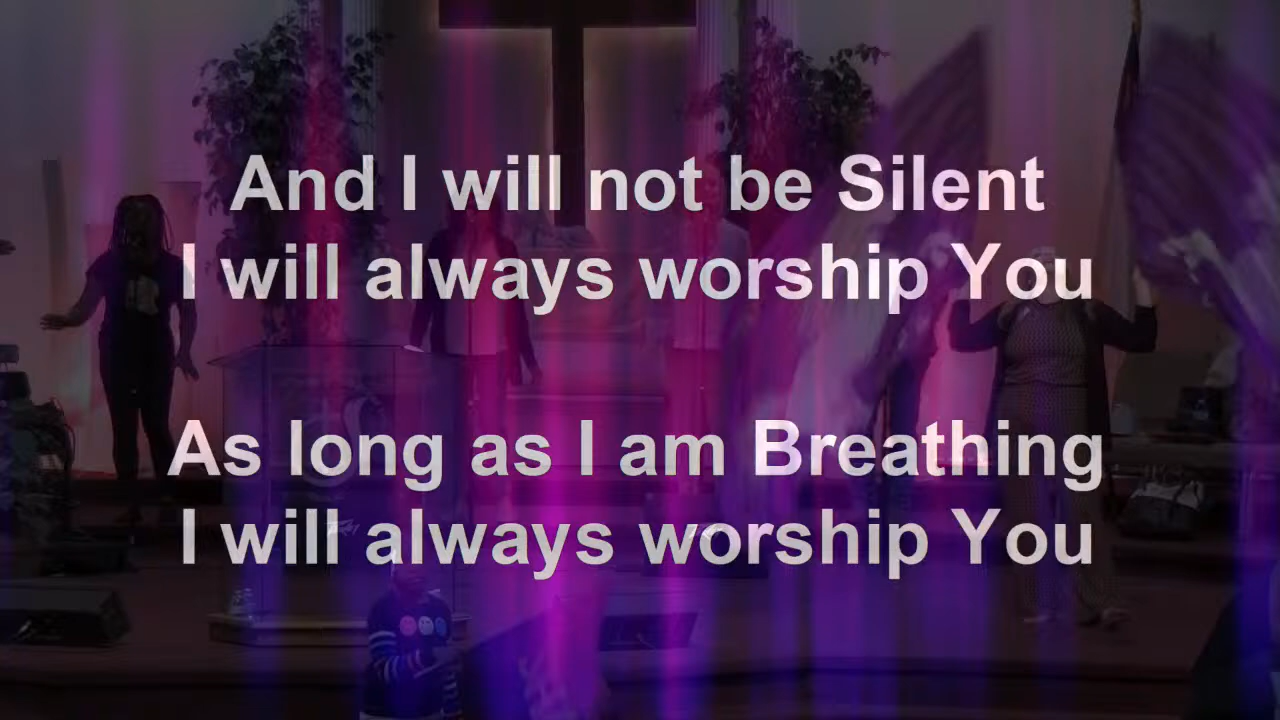 And I will not be Silent
I will always worship You
As long as I am Breathing
I will always worship You